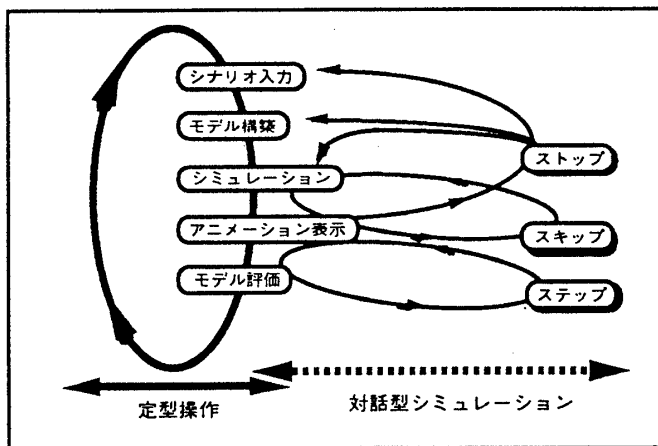 シナリオ入力
モデル構築
ストップ
シミュレーション
アニメーション表示
スキップ
モデル評価
ステップ
定型操作
対話型シミュレーション